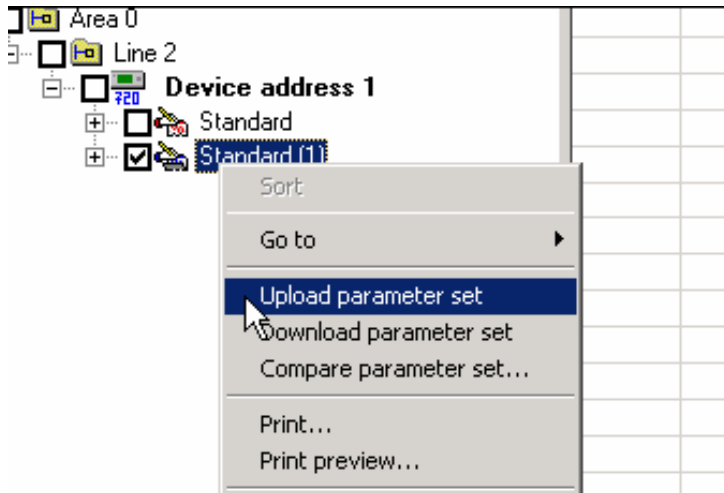 Area 0
Line 2
720 Device address 1
Standard
Standard (1)
Sort
Go to
Upload parameter set
Download parameter set
Compare parameter set...
Print...
Print preview...